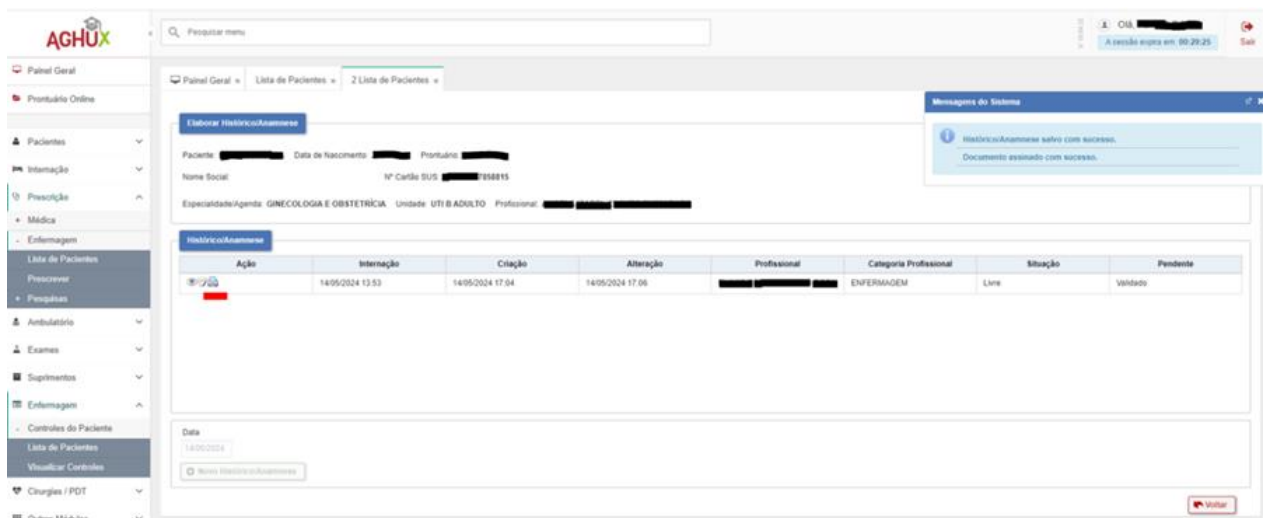 AGHUX
Pesquisar menu
Olá,
A sessão expira em: 00:29:25
Sair
Painel Geral
Prontuário Online
Pacientes
Internação
Prescrição
Médica
Enfermagem
Lista de Pacientes
Prescrever
Pesquisas
Ambulatório
Exames
Suprimentos
Enfermagem
Controles do Paciente
Lista de Pacientes
Visualizar Controles
Cirurgias / PDT
Outros Módulos
Painel Geral Lista de Pacientes 2 Lista de Pacientes
Mensagens do Sistema
Histórico/Anamnese salvo com sucesso.
Documento assinado com sucesso.
Elaborar Histórico/Anamnese
Paciente Data de Nascimento Prontuário
Nome Social: Nº Cartão SUS
Especialidade/Agenda: GINECOLOGIA E OBSTETRÍCIA Unidade: UTI B ADULTO Profissional:
Histórico/Anamnese
Ação Internação Criação Alteração Profissional Categoria Profissional Situação Pendente
14/05/2024 13:53 14/05/2024 17:04 14/05/2024 17:06 ENFERMAGEM Livre Validado
Data
14/05/2024
Novo Histórico/Anamnese
Voltar